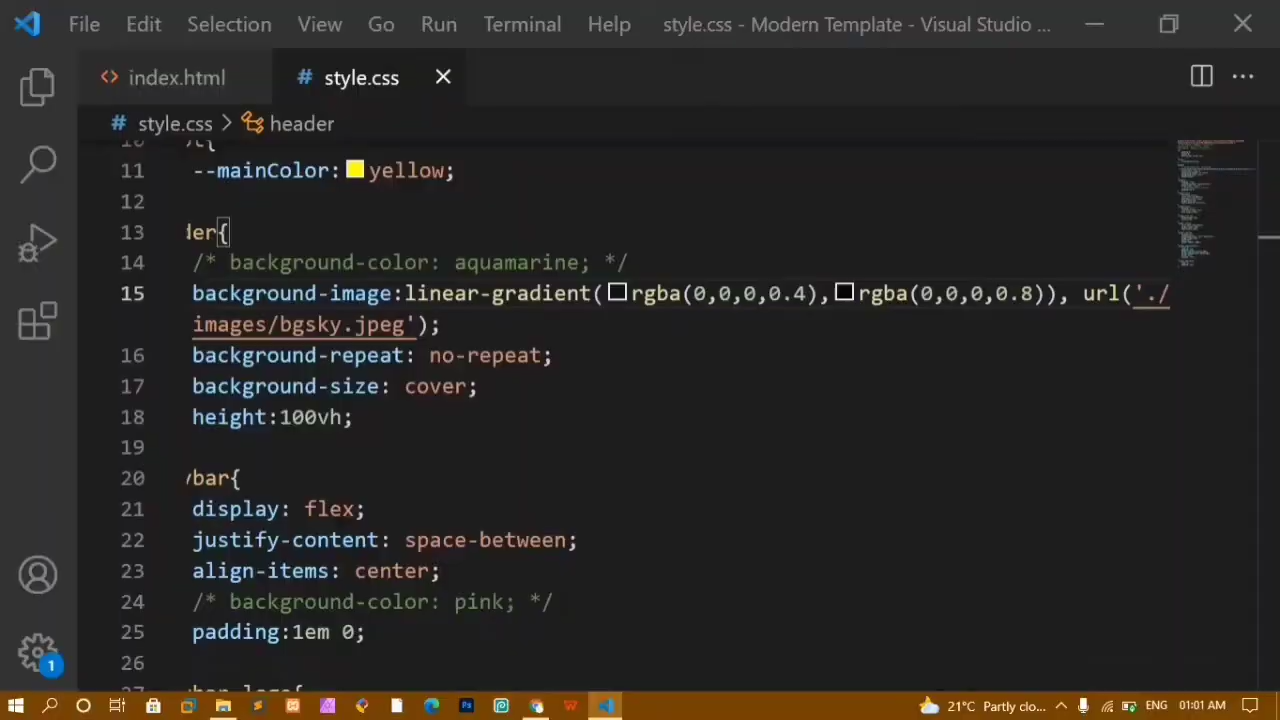 File Edit Selection View Go Run Terminal Help style.css - Modern Template - Visual Studio ...
index.html style.css
style.css > header
11 --mainColor: yellow;
12
13 der{
14 /* background-color: aquamarine; */
15 background-image:linear-gradient(rgba(0,0,0,0.4),rgba(0,0,0,0.8)), url('./
images/bgsky.jpeg');
16 background-repeat: no-repeat;
17 background-size: cover;
18 height:100vh;
19
20 bar{
21 display: flex;
22 justify-content: space-between;
23 align-items: center;
24 /* background-color: pink; */
25 padding:1em 0;
26
1
21°C Partly clo... ENG 01:01 AM